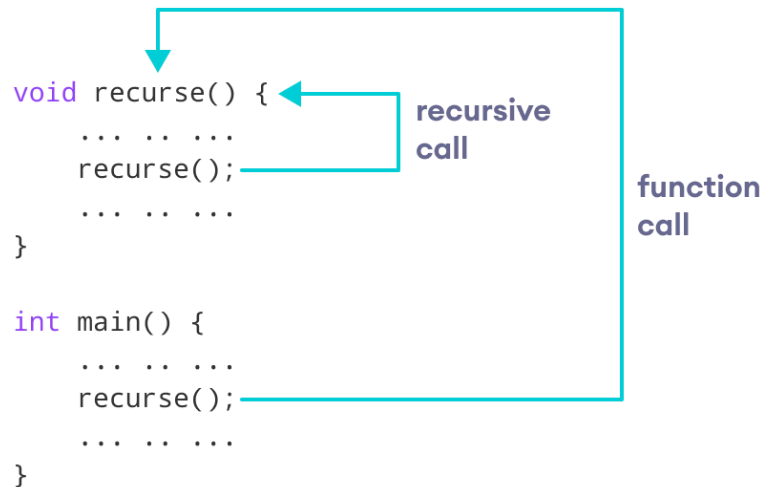 void recurse() {
... .. ...
recurse();
... .. ...
}
recursive
call
function
call
int main() {
... .. ...
recurse();
... .. ...
}